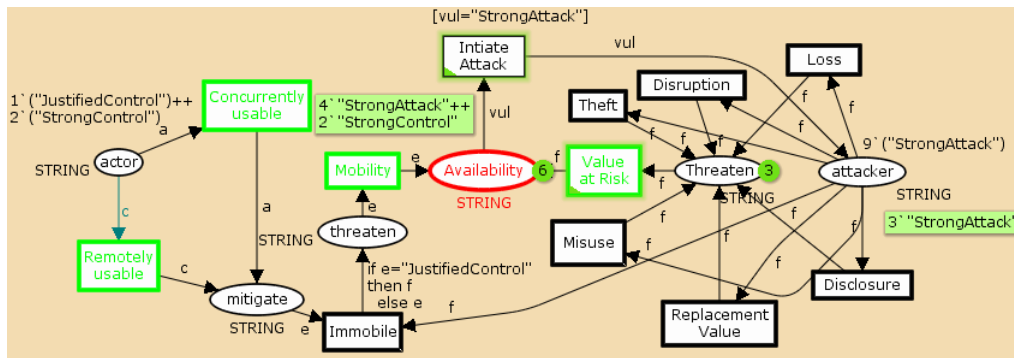 [vul="StrongAttack"]
Intiate
Attack
vul
Loss
Disruption
Theft
f
f
f
f
f
f
f
1`("JustifiedControl")++
2`("StrongControl")
a
Concurrently
usable
4`"StrongAttack"++
2`"StrongControl"
vul
9`("StrongAttack")
STRING
actor
Mobility
e
Availability
6
f
Value
at Risk
f
Threaten
3
attacker
STRING
STRING
STRING
3`"StrongAttack"
c
a
e
STRING
threaten
Misuse
f
f
f
f
f
f
f
Remotely
usable
c
if e="JustifiedControl"
then f
else e
mitigate
STRING
e
Immobile
f
Replacement
Value
Disclosure